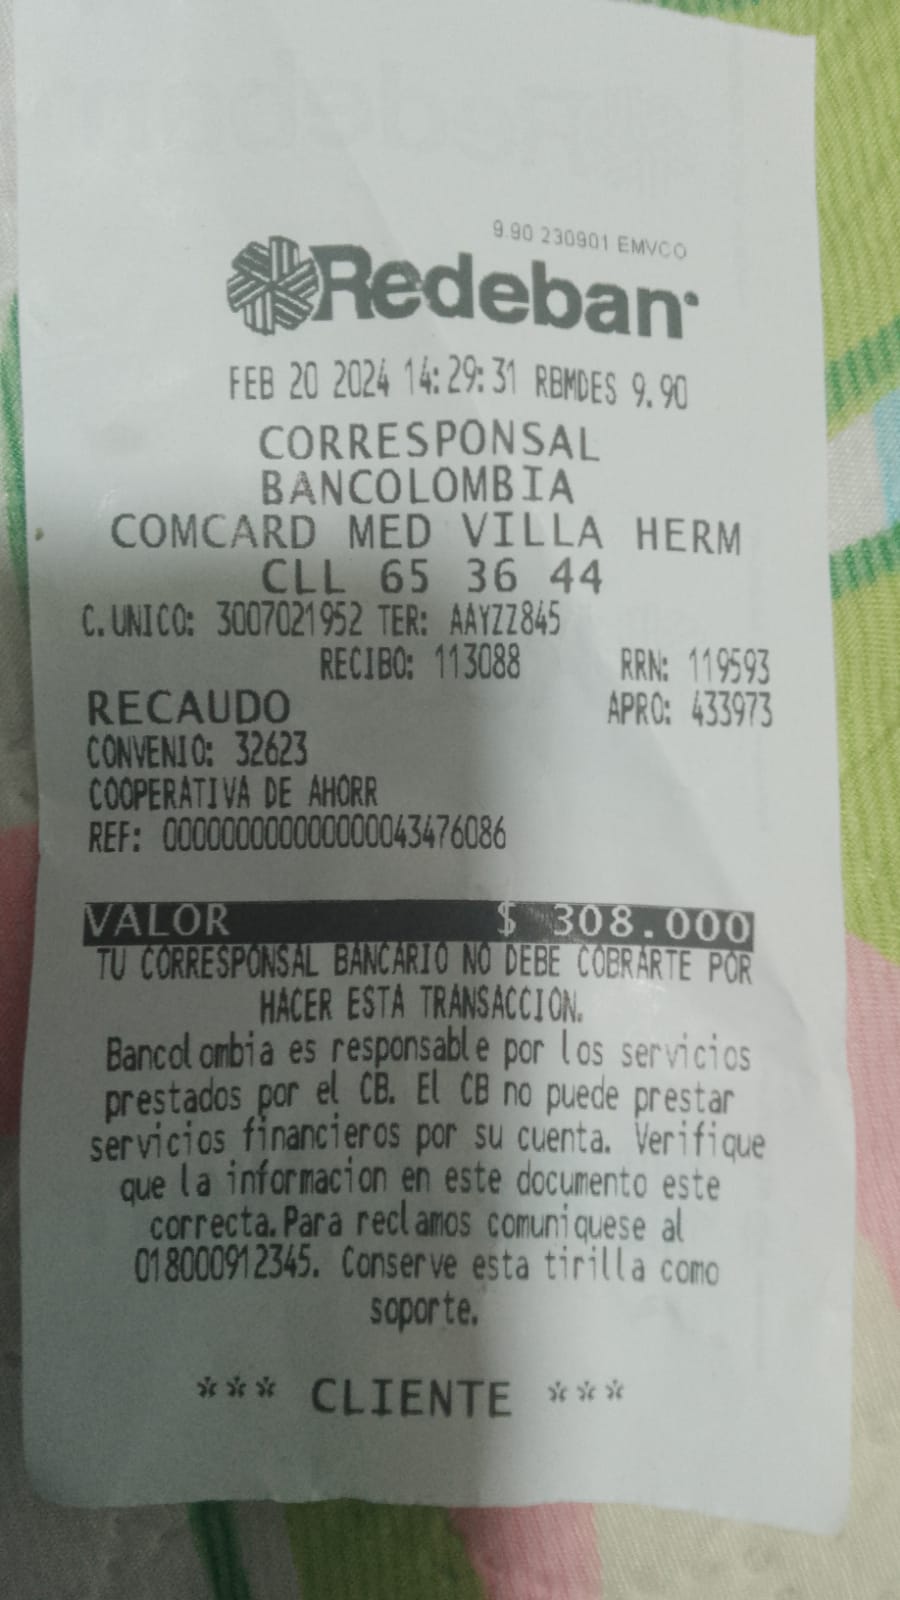 9.90 230901 EMVCO
Redeban
FEB 20 2024 14:29:31 RBMDES 9.90
CORRESPONSAL
BANCOLOMBIA
COMCARD MED VILLA HERM
CLL 65 36 44
C.UNICO: 3007021952 TER: AAYZZ845
RECIBO: 113088 RRN: 119593
RECAUDO APRO: 433973
CONVENIO: 32623
COOPERATIVA DE AHORR
REF: 000000000000000043476086
VALOR $ 308.000
TU CORRESPONSAL BANCARIO NO DEBE COBRARTE POR
HACER ESTA TRANSACCION.
Bancolombia es responsable por los servicios
prestados por el CB. El CB no puede prestar
servicios financieros por su cuenta. Verifique
que la informacion en este documento este
correcta.Para reclamos comuniquese al
018000912345. Conserve esta tirilla como
soporte.
*** CLIENTE ***